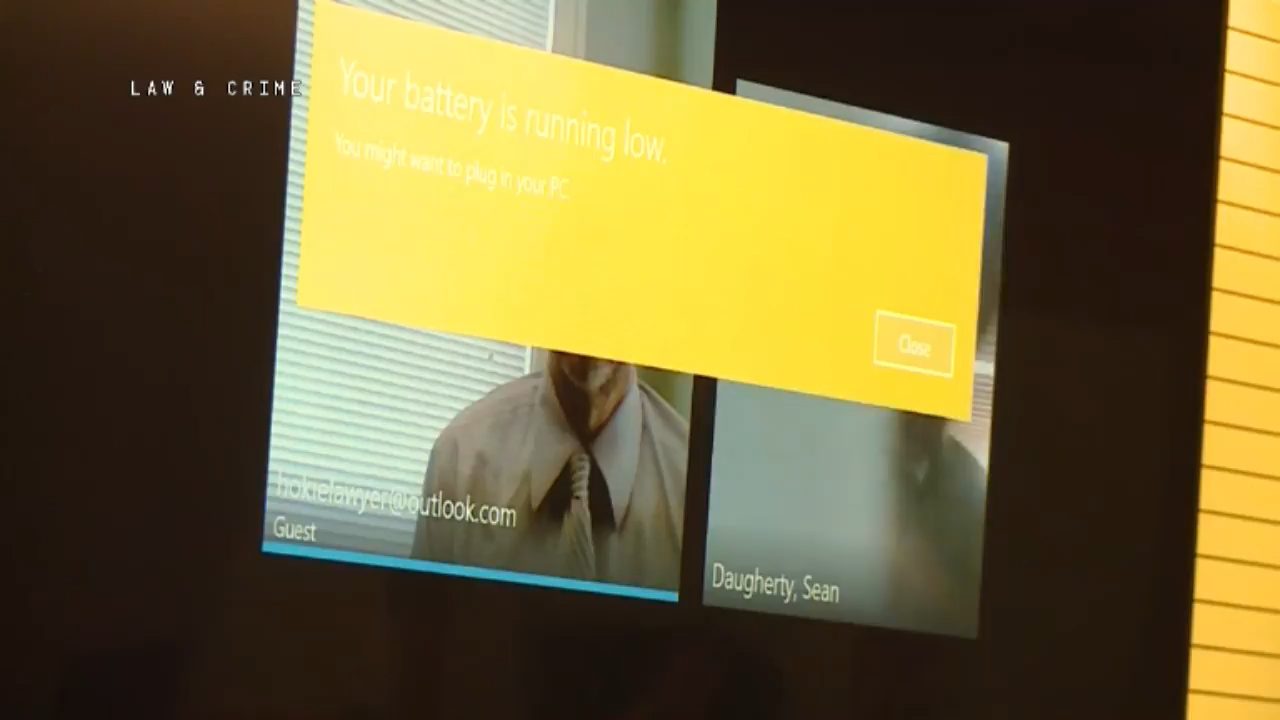 LAW & CRIME
Your battery is running low.
You might want to plug in your PC.
Close
hokielawyer@outlook.com
Guest
Daugherty, Sean